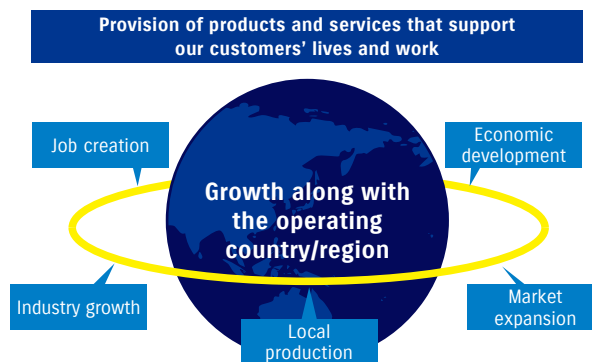 Provision of products and services that support
our customers' lives and work
Job creation
Economic
development
Growth along with
the operating
country/region
Industry growth
Local
production
Market
expansion